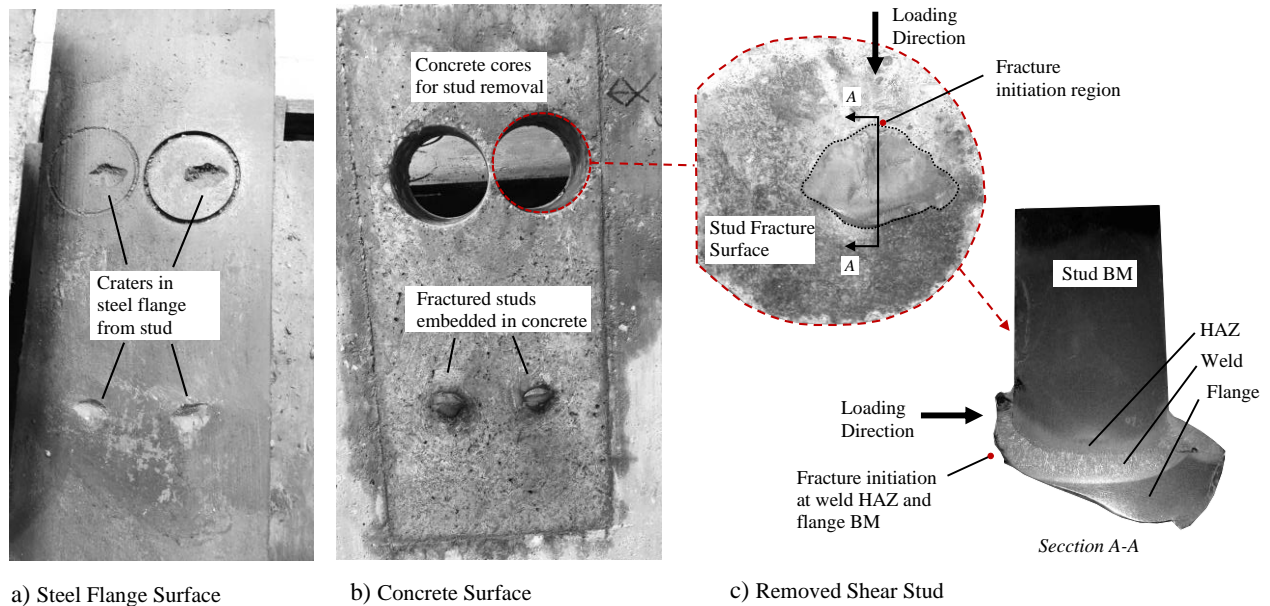 Craters in
steel flange
from stud
a) Steel Flange Surface
Concrete cores
for stud removal
Fractured studs
embedded in concrete
b) Concrete Surface
Loading
Direction
Fracture
initiation region
A
Stud Fracture
Surface
A
Stud BM
HAZ
Weld
Flange
Loading
Direction
Fracture initiation
at weld HAZ and
flange BM
Secction A-A
c) Removed Shear Stud